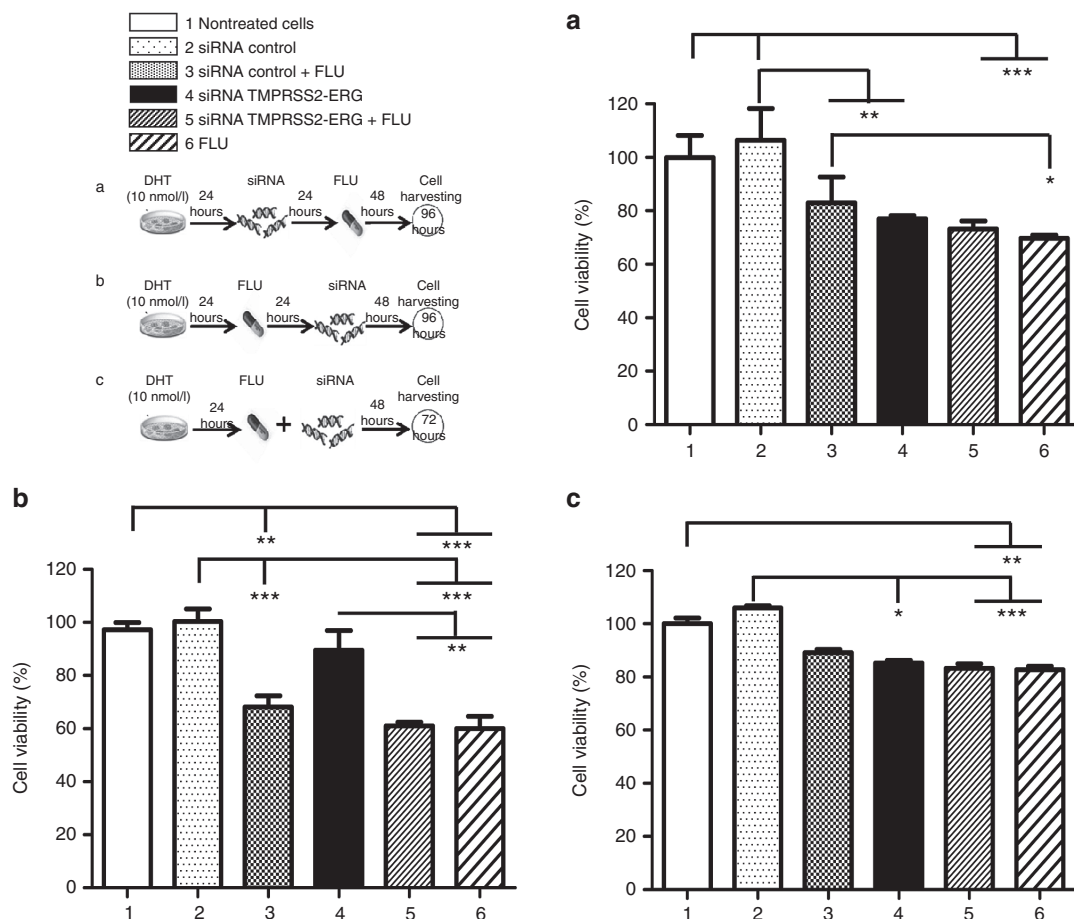 1 Nontreated cells
2 siRNA control
3 siRNA control + FLU
4 siRNA TMPRSS2-ERG
5 siRNA TMPRSS2-ERG + FLU
6 FLU
a
DHT
(10 nmol/l)
24
hours
siRNA
24
hours
FLU
48
hours
Cell
harvesting
96
hours
b
DHT
(10 nmol/l)
24
hours
FLU
24
hours
siRNA
48
hours
Cell
harvesting
96
hours
c
DHT
(10 nmol/l)
24
hours
FLU
+
siRNA
48
hours
Cell
harvesting
72
hours
a
***
**
*
Cell viability (%)
120
100
80
60
40
20
0
1 2 3 4 5 6
b
**
***
***
***
**
Cell viability (%)
120
100
80
60
40
20
0
1 2 3 4 5 6
c
**
*
***
Cell viability (%)
120
100
80
60
40
20
0
1 2 3 4 5 6